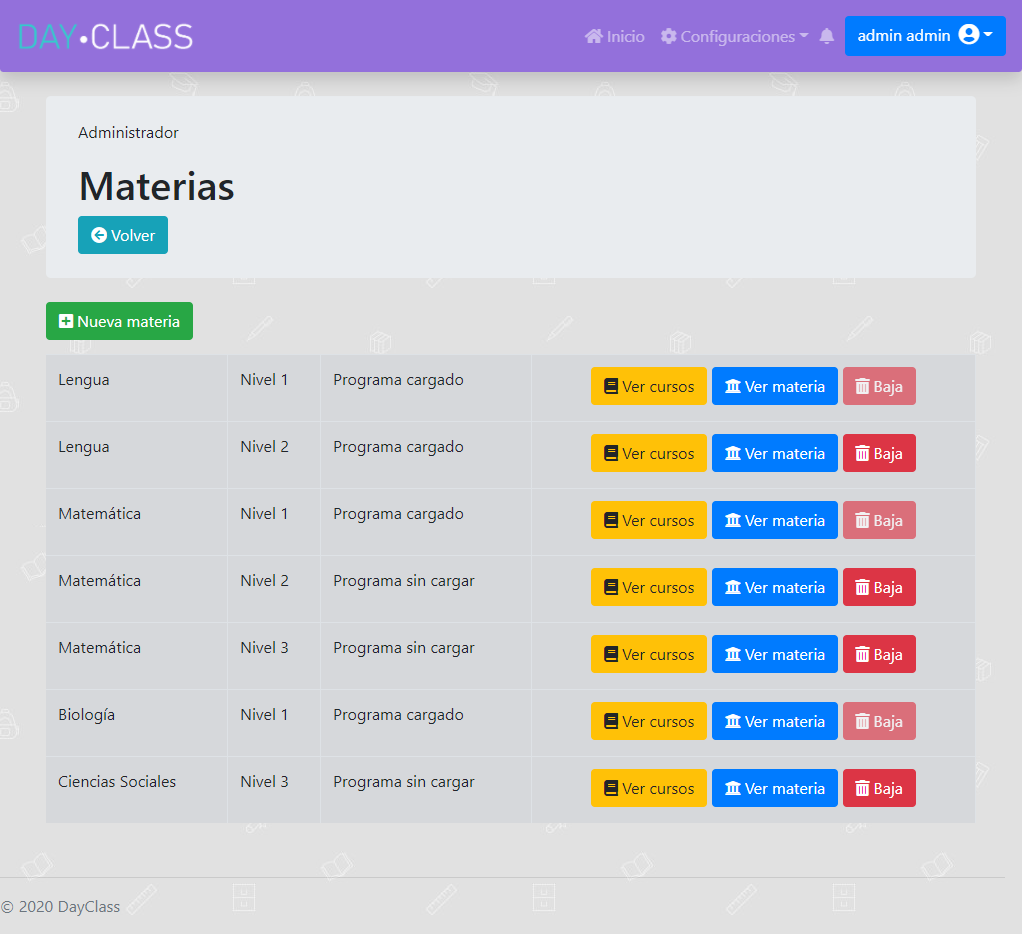 DAY•CLASS
Inicio Configuraciones admin admin
Administrador
Materias
Volver
Nueva materia
Lengua Nivel 1 Programa cargado Ver cursos Ver materia Baja
Lengua Nivel 2 Programa cargado Ver cursos Ver materia Baja
Matemática Nivel 1 Programa cargado Ver cursos Ver materia Baja
Matemática Nivel 2 Programa sin cargar Ver cursos Ver materia Baja
Matemática Nivel 3 Programa sin cargar Ver cursos Ver materia Baja
Biología Nivel 1 Programa cargado Ver cursos Ver materia Baja
Ciencias Sociales Nivel 3 Programa sin cargar Ver cursos Ver materia Baja
© 2020 DayClass